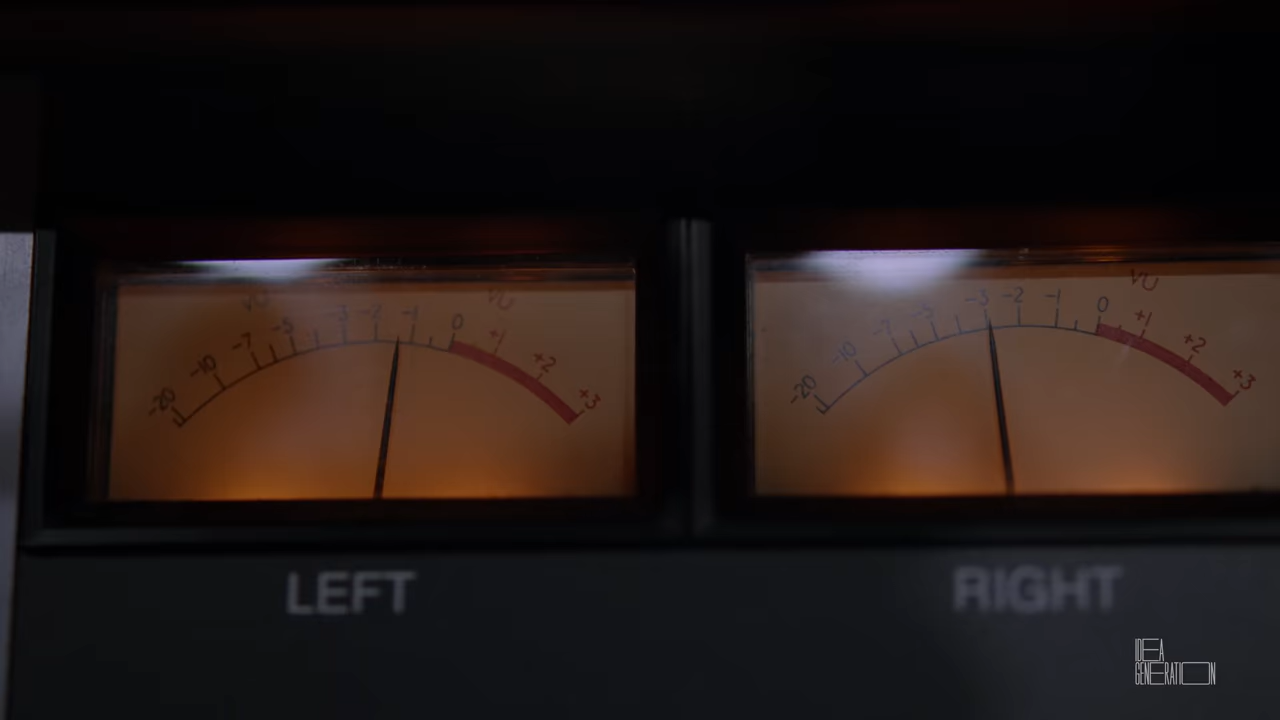 VU VU
-20 -10 -7 -5 -3 -2 -1 0 +1 +2 +3
VU
-20 -10 -7 -5 -3 -2 -1 0 +1 +2 +3
LEFT
RIGHT
IDEA
GENERATION